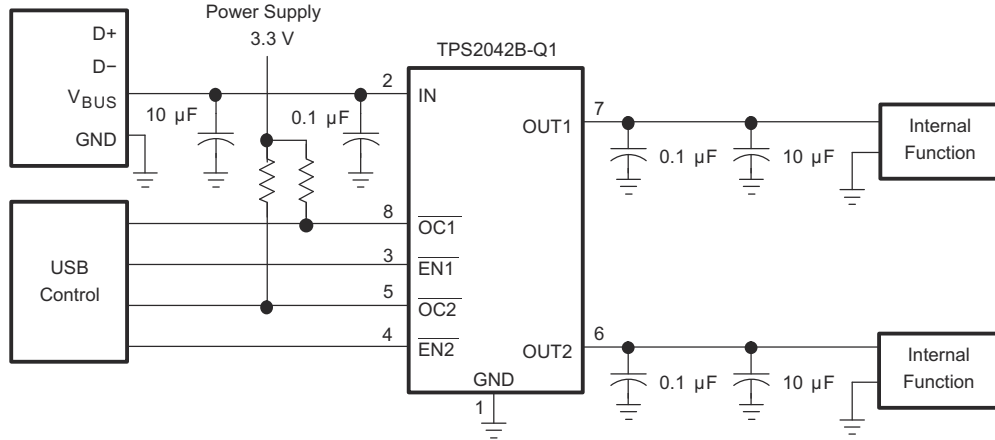 Power Supply
3.3 V
D+
D−
VBUS
GND
10 µF
0.1 µF
TPS2042B-Q1
2
IN
7
OUT1
0.1 µF
10 µF
Internal
Function
USB
Control
8
OC1
3
EN1
5
OC2
4
EN2
6
OUT2
GND
1
0.1 µF
10 µF
Internal
Function